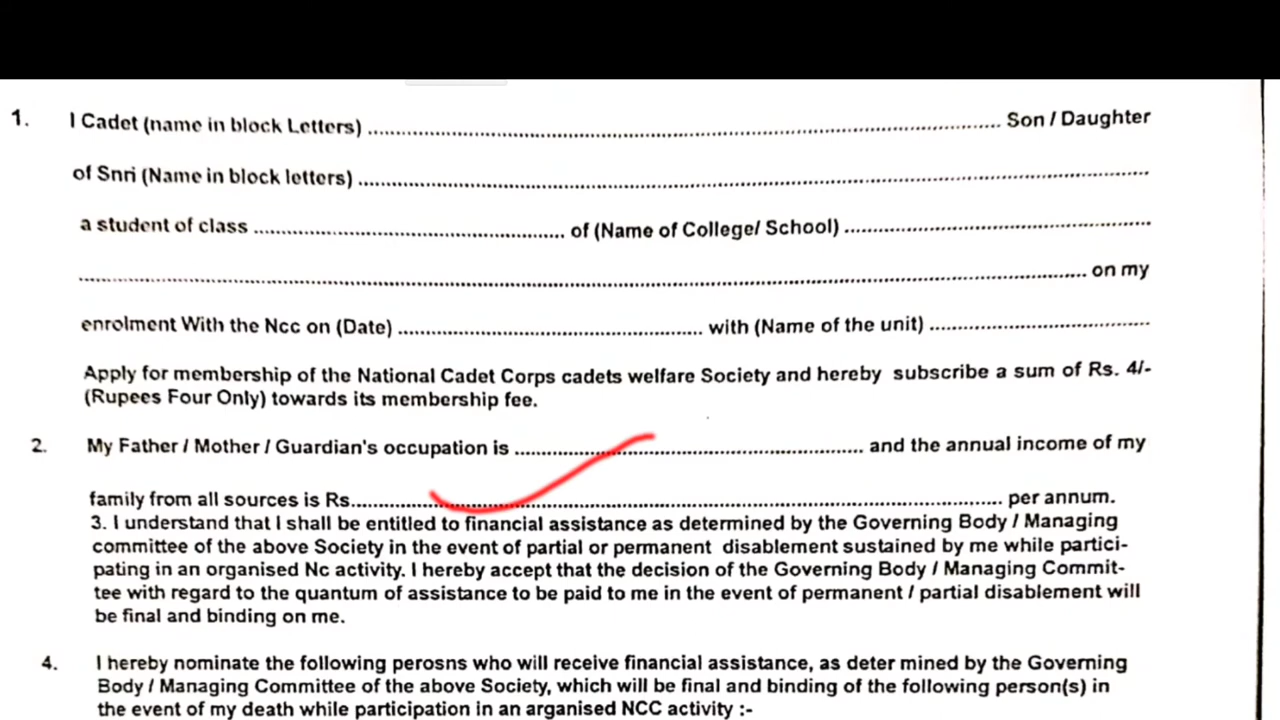 1. I Cadet (name in block Letters) .......................................................................................... Son / Daughter
of Snri (Name in block letters) ..........................................................................................
a student of class ............................................. of (Name of College/ School) .............................................
.......................................................................................................................................... on my
enrolment With the Ncc on (Date) ............................................. with (Name of the unit) ................................
Apply for membership of the National Cadet Corps cadets welfare Society and hereby subscribe a sum of Rs. 4/-
(Rupees Four Only) towards its membership fee.
2. My Father / Mother / Guardian's occupation is .................................................. and the annual income of my
family from all sources is Rs.......................................................................................... per annum.
3. I understand that I shall be entitled to financial assistance as determined by the Governing Body / Managing
committee of the above Society in the event of partial or permanent disablement sustained by me while partici-
pating in an organised Nc activity. I hereby accept that the decision of the Governing Body / Managing Commit-
tee with regard to the quantum of assistance to be paid to me in the event of permanent / partial disablement will
be final and binding on me.
4. I hereby nominate the following perosns who will receive financial assistance, as deter mined by the Governing
Body / Managing Committee of the above Society, which will be final and binding of the following person(s) in
the event of my death while participation in an arganised NCC activity :-